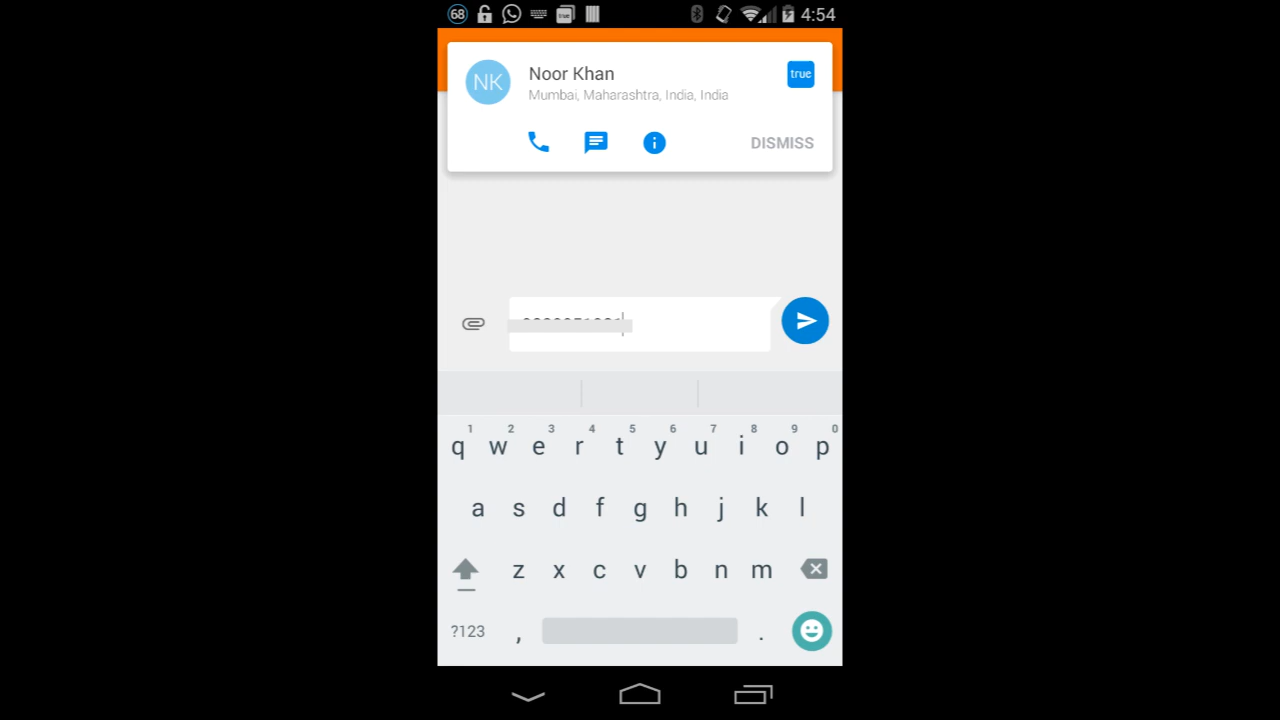 68
true
4:54
NK
Noor Khan
true
Mumbai, Maharashtra, India, India
DISMISS
1 2 3 4 5 6 7 8 9 0
q w e r t y u i o p
a s d f g h j k l
z x c v b n m
?123 , .